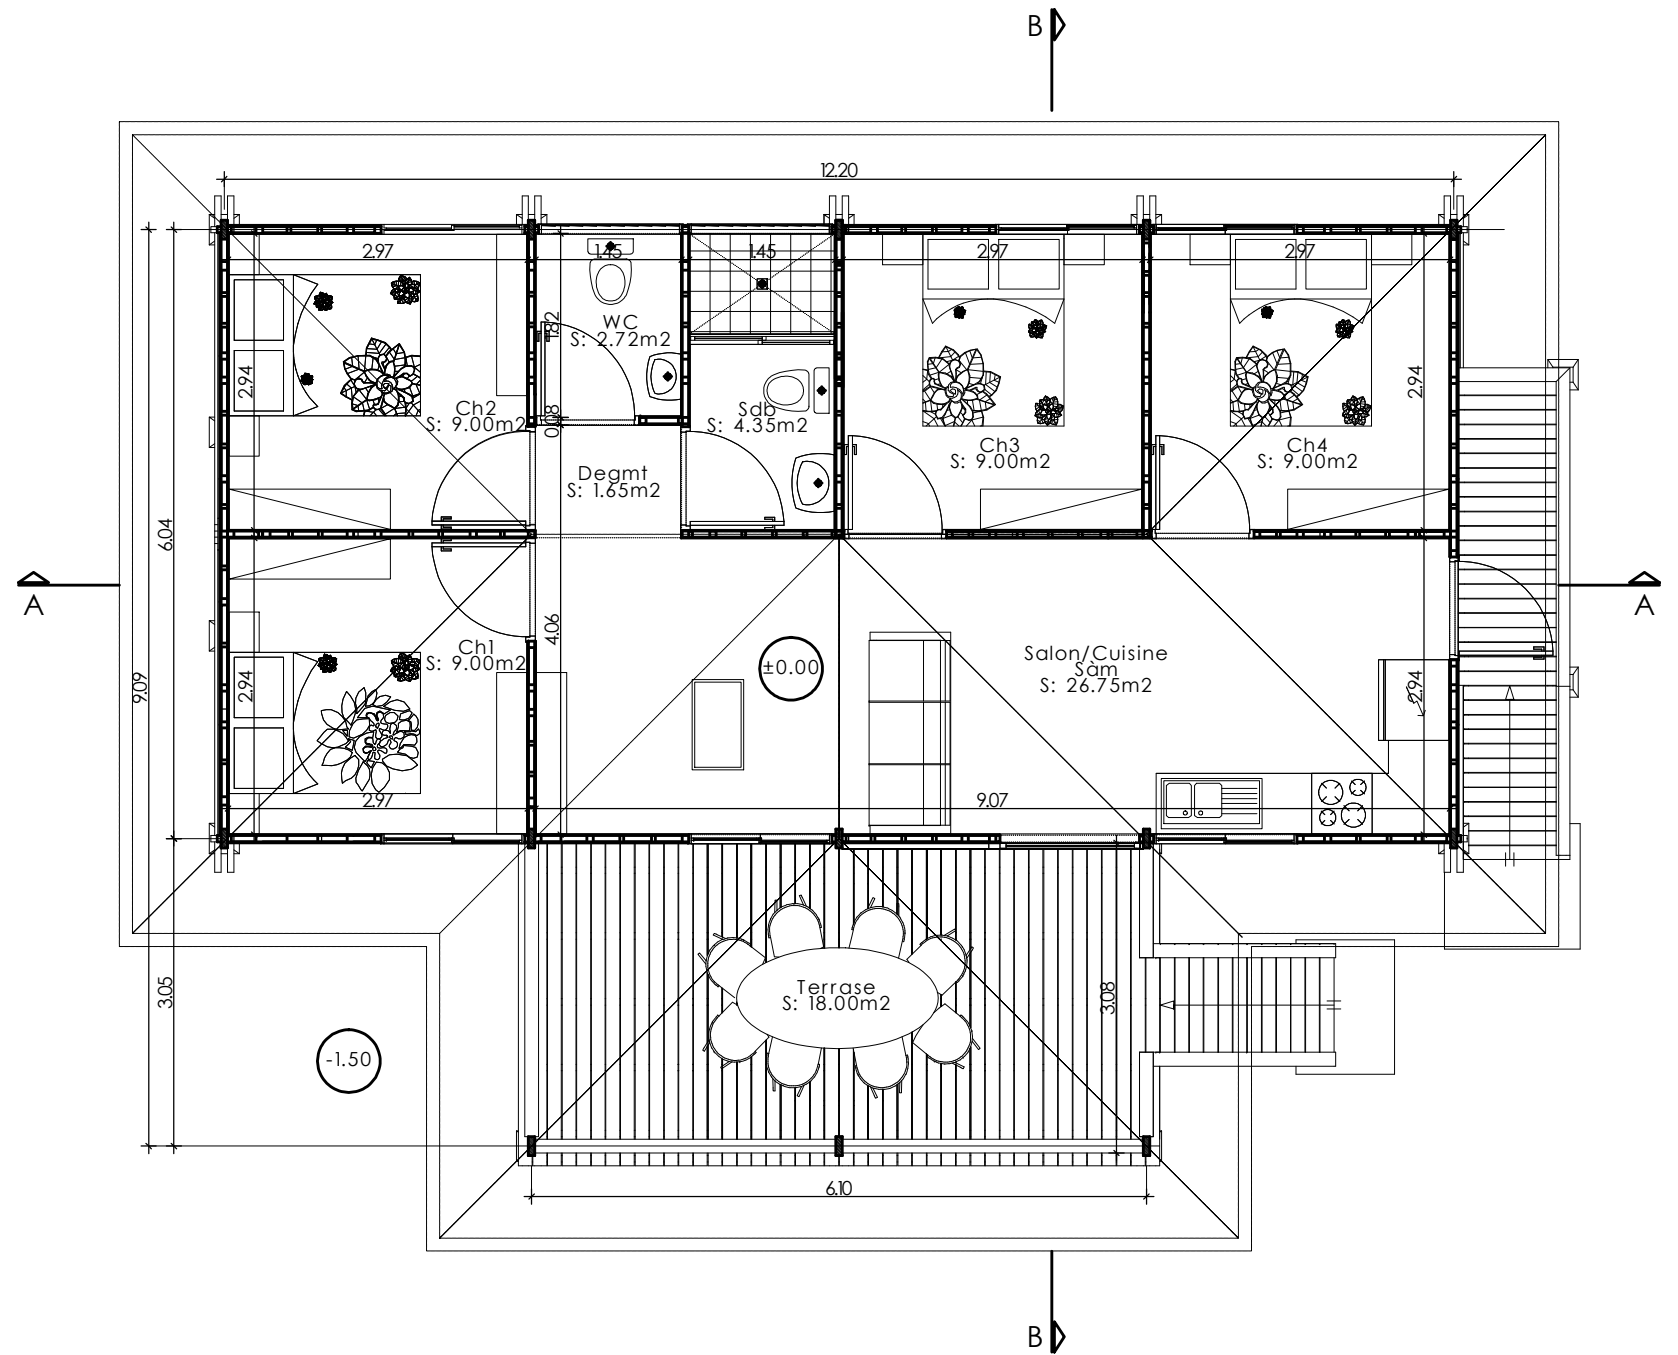 B
12.20
2.97
1.45
1.45
2.97
2.97
1.82
WC
S: 2.72m2
2.94
2.94
Ch2
S: 9.00m2
0.08
Sdb
S: 4.35m2
Ch3
S: 9.00m2
Ch4
S: 9.00m2
Degmt
S: 1.65m2
6.04
A
A
4.06
Ch1
S: 9.00m2
±0.00
Salon/Cuisine
Sàm
S: 26.75m2
9.09
2.94
2.94
2.97
9.07
3.05
Terrase
S: 18.00m2
3.08
-1.50
6.10
B